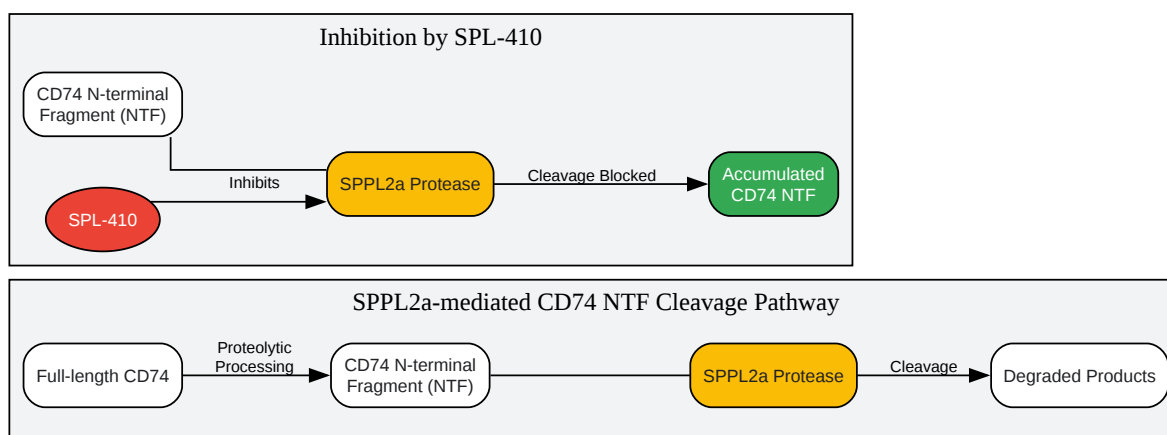 Inhibition by SPL-410
CD74 N-terminal
Fragment (NTF)
Inhibits
SPL-410
SPPL2a Protease
Cleavage Blocked
Accumulated
CD74 NTF
SPPL2a-mediated CD74 NTF Cleavage Pathway
Full-length CD74
Proteolytic
Processing
CD74 N-terminal
Fragment (NTF)
SPPL2a Protease
Cleavage
Degraded Products